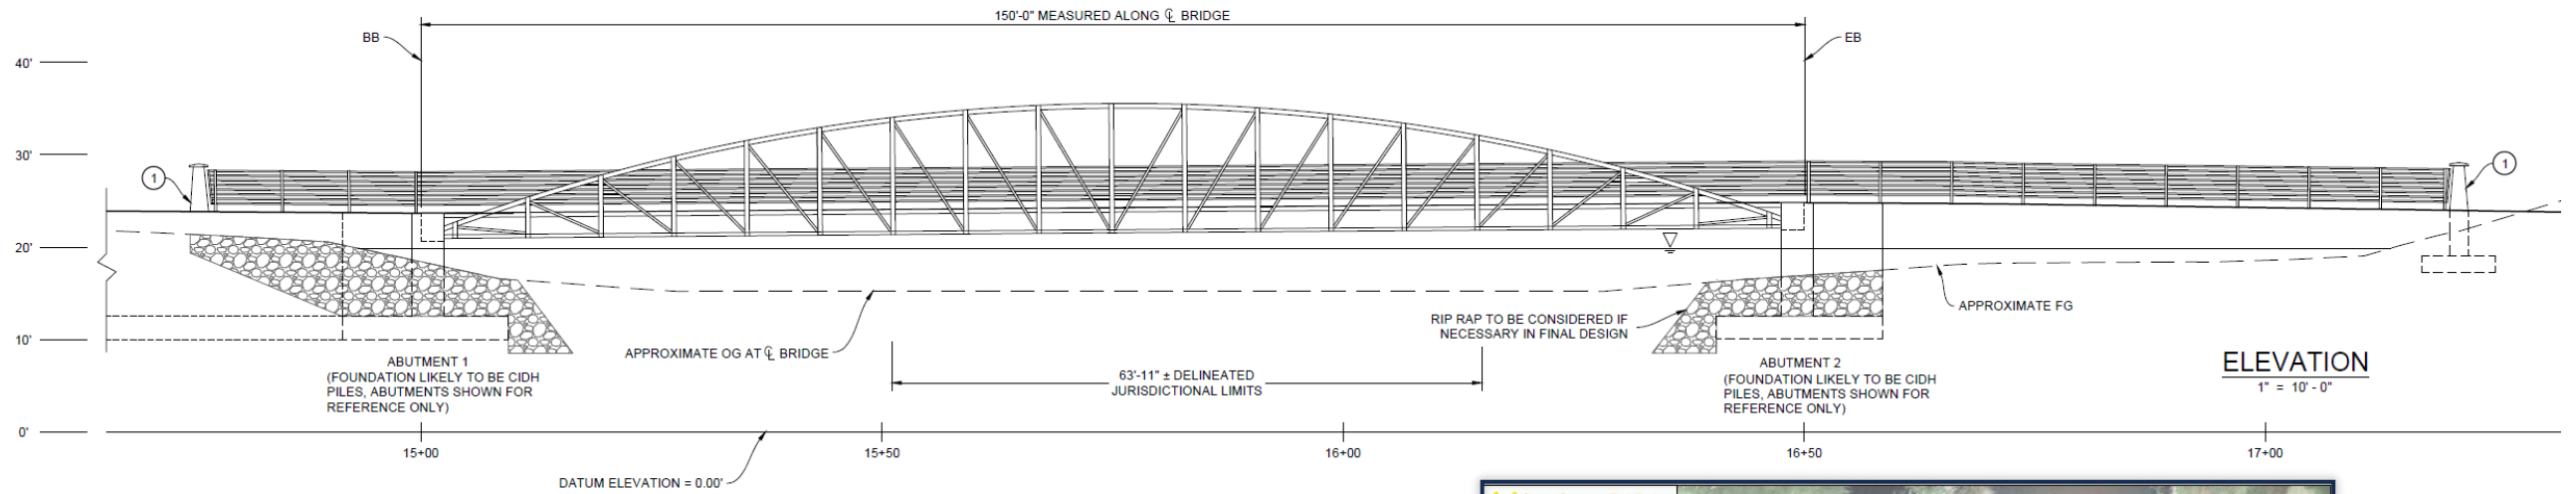 150'-0" MEASURED ALONG ℄ BRIDGE
BB
EB
40'
30'
20'
10'
0'
1
1
RIP RAP TO BE CONSIDERED IF
NECESSARY IN FINAL DESIGN
APPROXIMATE FG
APPROXIMATE OG AT ℄ BRIDGE
ABUTMENT 1
(FOUNDATION LIKELY TO BE CIDH
PILES, ABUTMENTS SHOWN FOR
REFERENCE ONLY)
63'-11" ± DELINEATED
JURISDICTIONAL LIMITS
ABUTMENT 2
(FOUNDATION LIKELY TO BE CIDH
PILES, ABUTMENTS SHOWN FOR
REFERENCE ONLY)
ELEVATION
1" = 10' - 0"
15+00
15+50
16+00
16+50
17+00
DATUM ELEVATION = 0.00'